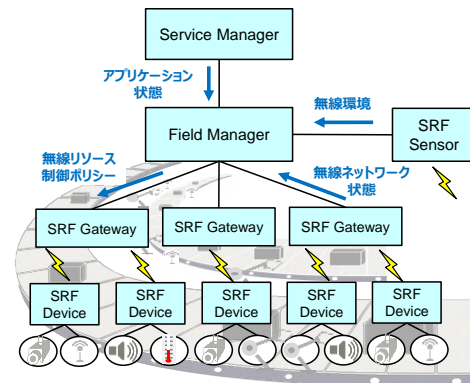 Service Manager
アプリケーション
状態
無線環境
Field Manager
SRF
Sensor
無線リソース
制御ポリシー
無線ネットワーク
状態
SRF Gateway
SRF Gateway
SRF Gateway
SRF
Device
SRF
Device
SRF
Device
SRF
Device
SRF
Device